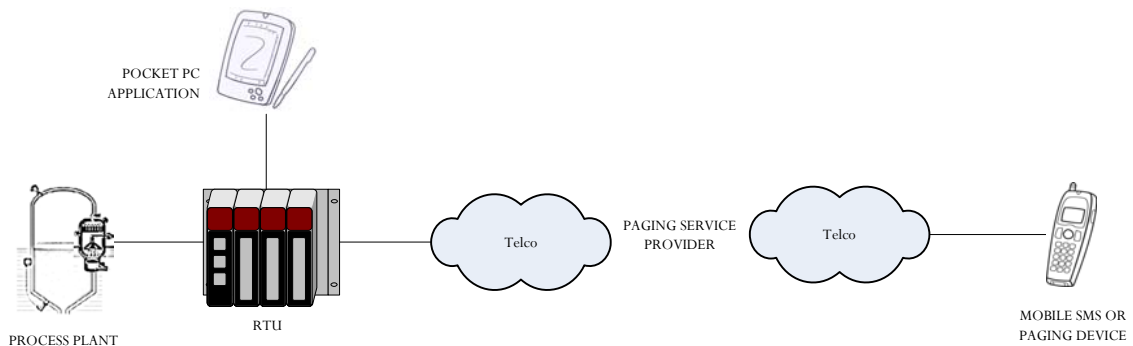 POCKET PC
APPLICATION
Telco
PAGING SERVICE
PROVIDER
Telco
RTU
PROCESS PLANT
MOBILE SMS OR
PAGING DEVICE